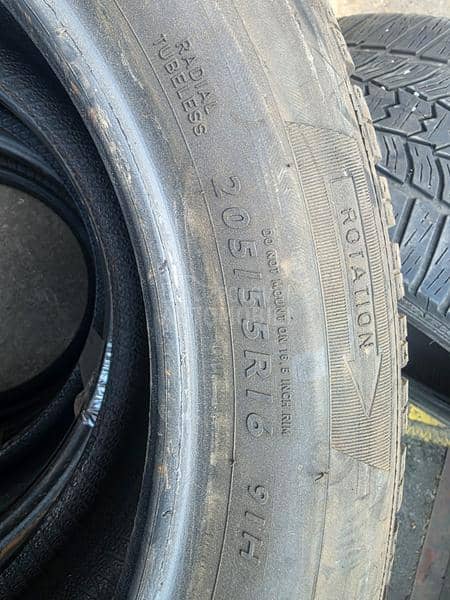 RADIAL
TUBELESS
205/55R16 91H
DO NOT MOUNT ON 16.5 INCH RIM
ROTATION